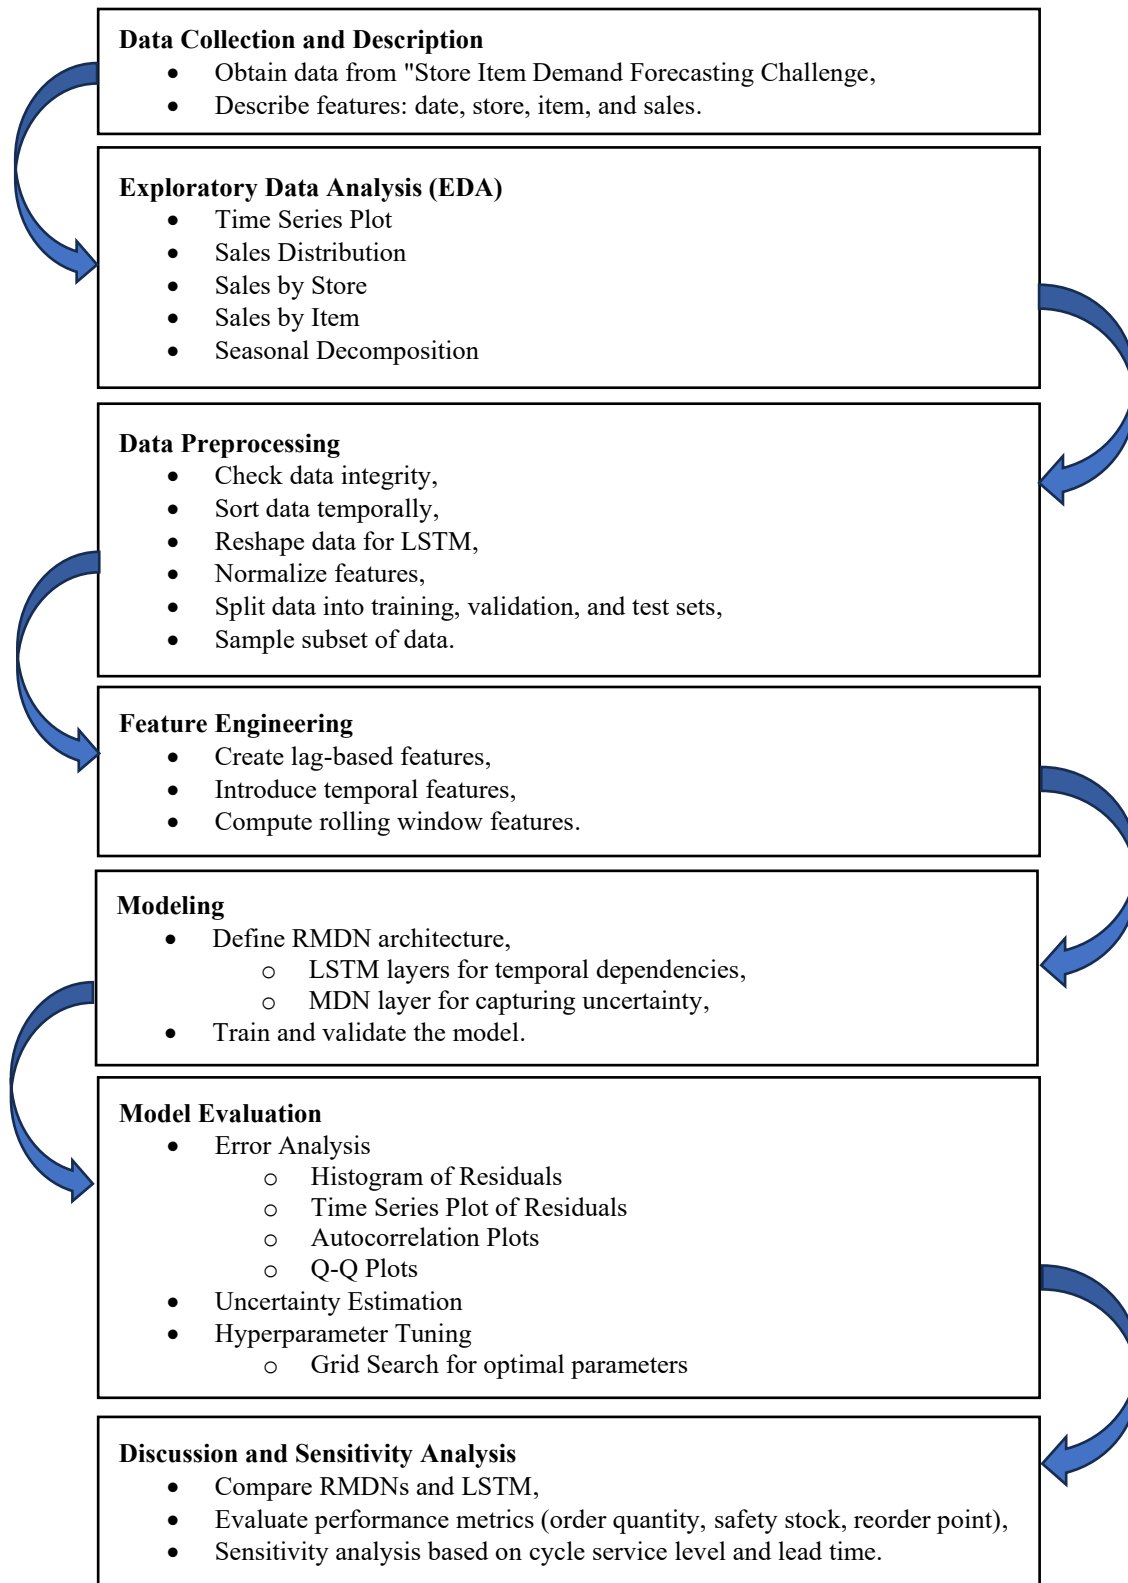 Data Collection and Description
• Obtain data from "Store Item Demand Forecasting Challenge,
• Describe features: date, store, item, and sales.
Exploratory Data Analysis (EDA)
• Time Series Plot
• Sales Distribution
• Sales by Store
• Sales by Item
• Seasonal Decomposition
Data Preprocessing
• Check data integrity,
• Sort data temporally,
• Reshape data for LSTM,
• Normalize features,
• Split data into training, validation, and test sets,
• Sample subset of data.
Feature Engineering
• Create lag-based features,
• Introduce temporal features,
• Compute rolling window features.
Modeling
• Define RMDN architecture,
o LSTM layers for temporal dependencies,
o MDN layer for capturing uncertainty,
• Train and validate the model.
Model Evaluation
• Error Analysis
o Histogram of Residuals
o Time Series Plot of Residuals
o Autocorrelation Plots
o Q-Q Plots
• Uncertainty Estimation
• Hyperparameter Tuning
o Grid Search for optimal parameters
Discussion and Sensitivity Analysis
• Compare RMDNs and LSTM,
• Evaluate performance metrics (order quantity, safety stock, reorder point),
• Sensitivity analysis based on cycle service level and lead time.